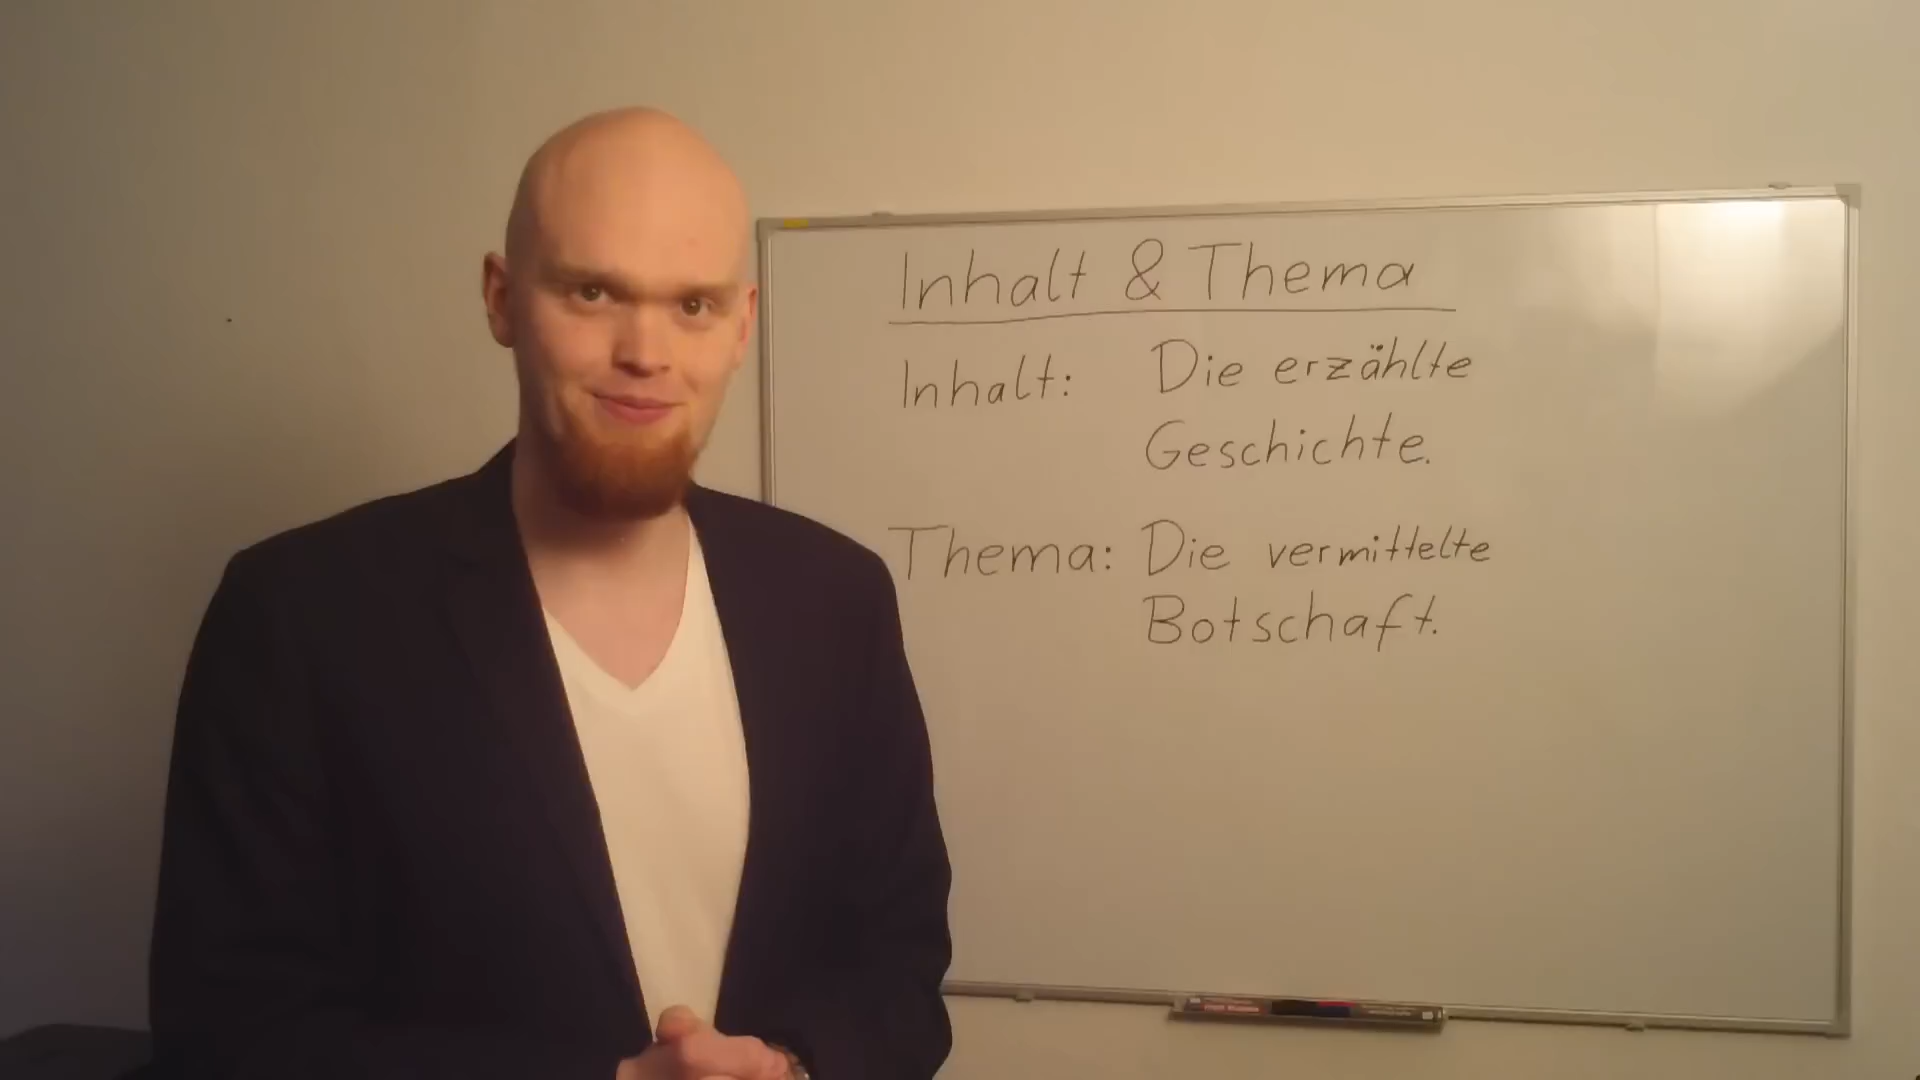 Inhalt & Thema
Inhalt: Die erzählte
Geschichte.
Thema: Die vermittelte
Botschaft.